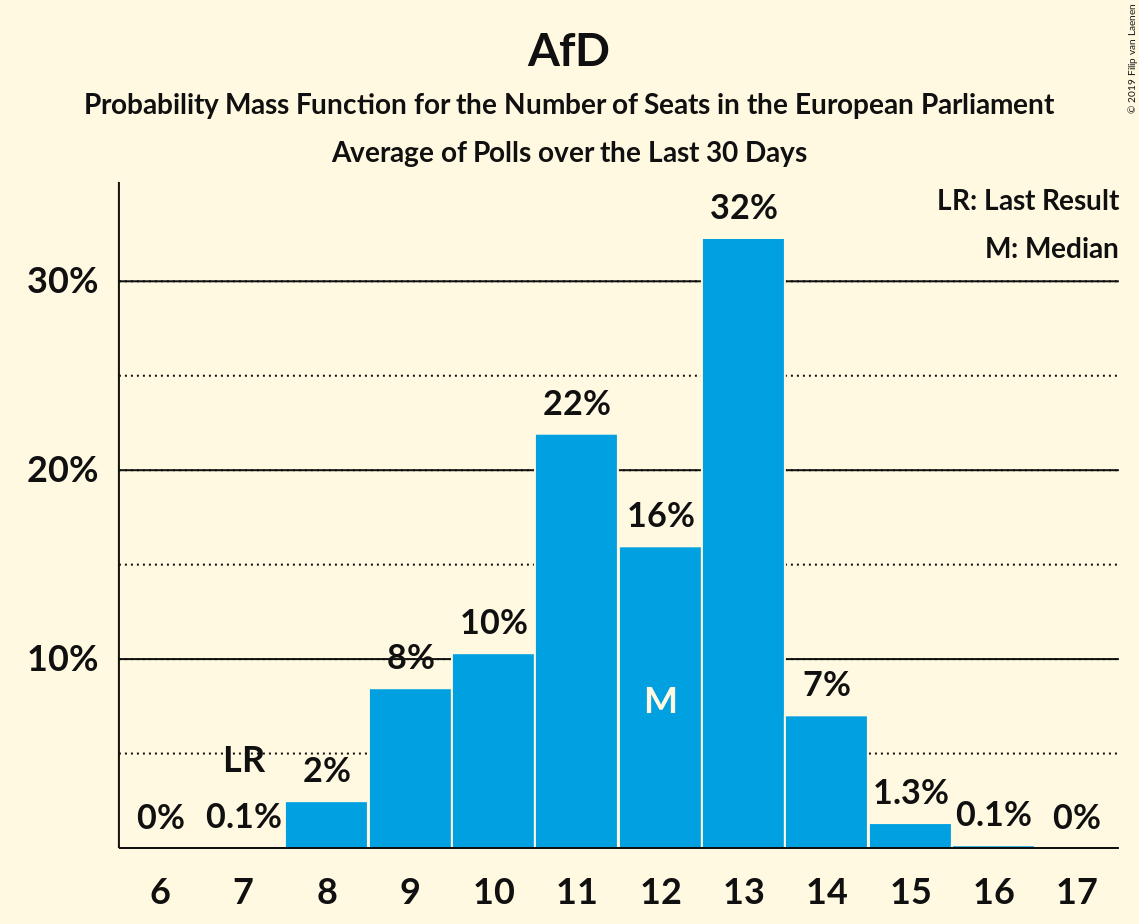 AfD
Probability Mass Function for the Number of Seats in the European Parliament
Average of Polls over the Last 30 Days
© 2019 Filip van Laenen
LR: Last Result
M: Median
30%
20%
10%
0%
LR
0.1%
2%
8%
10%
22%
16%
M
32%
7%
1.3%
0.1%
0%
6 7 8 9 10 11 12 13 14 15 16 17